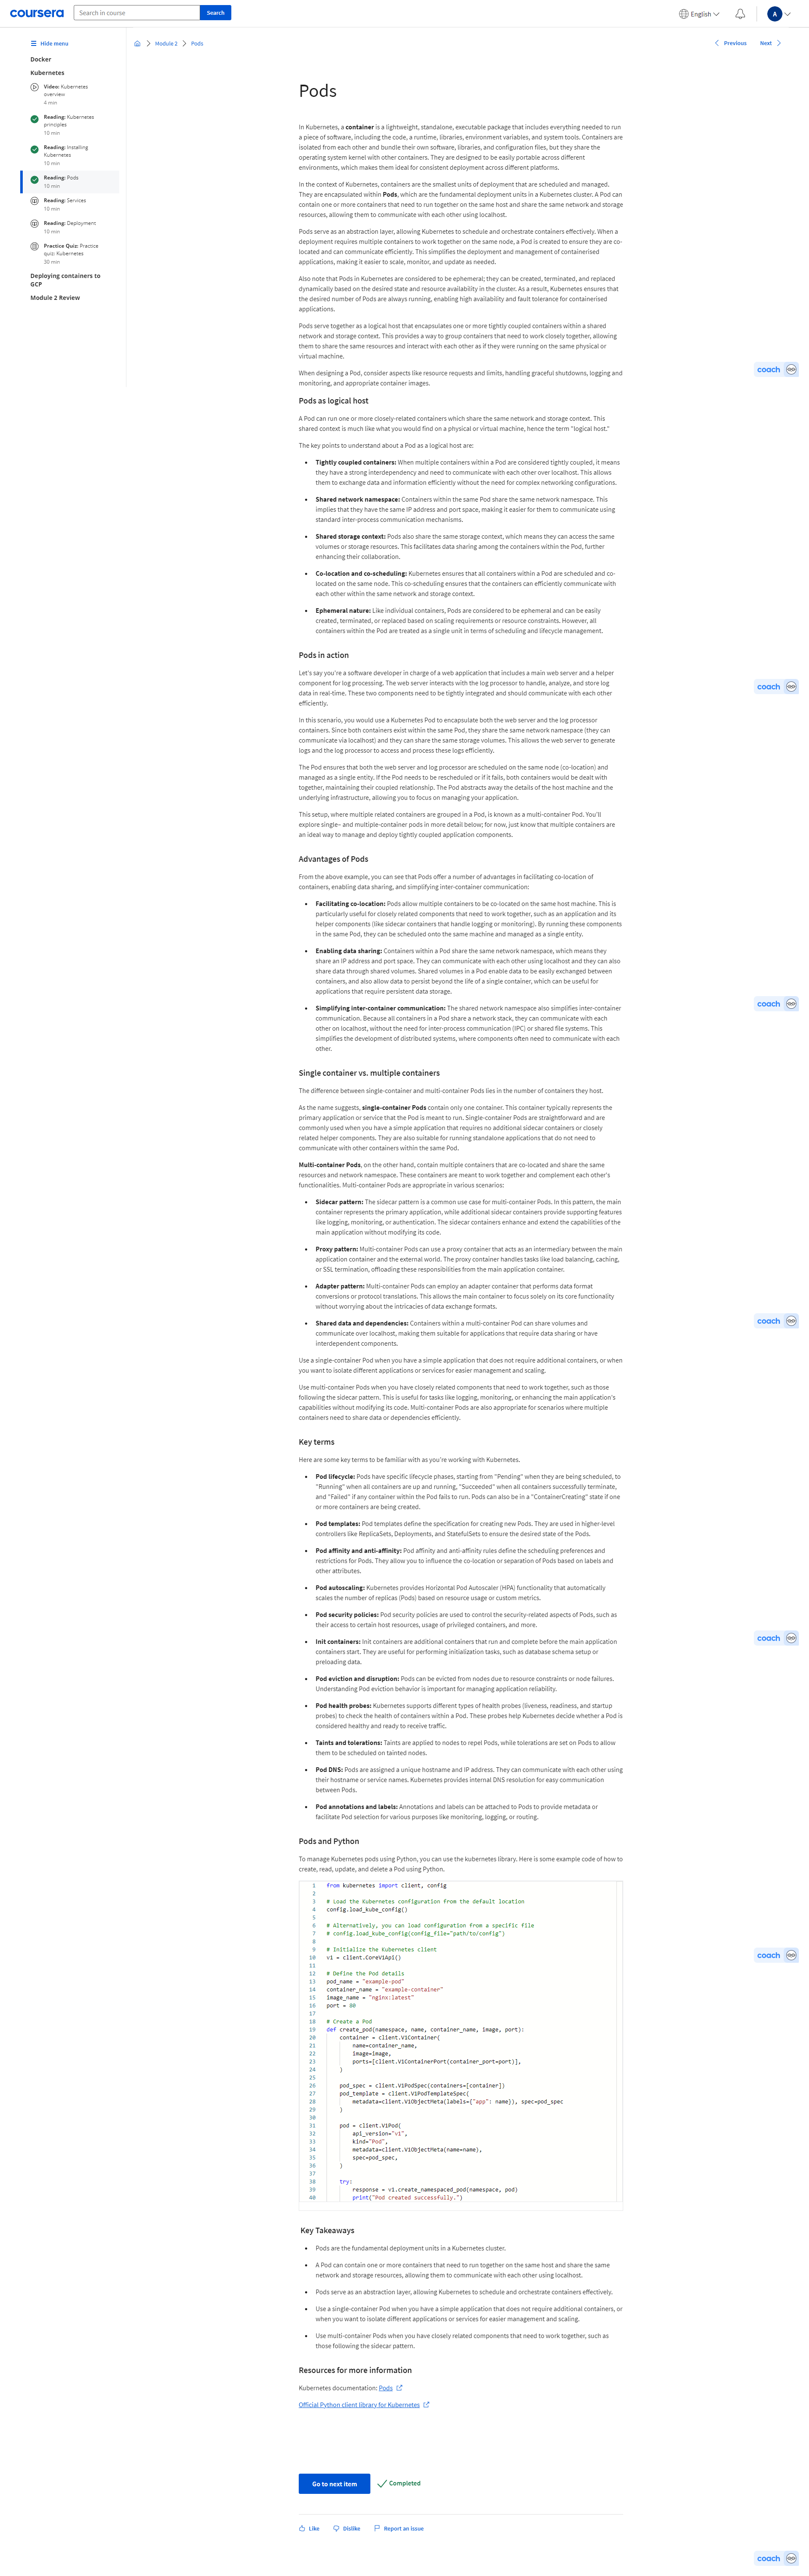 coursera
Search in course
Search
English
A
Hide menu
Docker
Kubernetes
Video: Kubernetes
overview
4 min
Reading: Kubernetes
principles
10 min
Reading: Installing
Kubernetes
10 min
Reading: Pods
10 min
Reading: Services
10 min
Reading: Deployment
10 min
Practice Quiz: Practice
quiz: Kubernetes
30 min
Deploying containers to
GCP
Module 2 Review
Module 2
Pods
Previous
Next
Pods
In Kubernetes, a container is a lightweight, standalone, executable package that includes everything needed to run
a piece of software, including the code, a runtime, libraries, environment variables, and system tools. Containers are
isolated from each other and bundle their own software, libraries, and configuration files, but they share the
operating system kernel with other containers. They are designed to be easily portable across different
environments, which makes them ideal for consistent deployment across different platforms.
In the context of Kubernetes, containers are the smallest units of deployment that are scheduled and managed.
They are encapsulated within Pods, which are the fundamental deployment units in a Kubernetes cluster. A Pod can
contain one or more containers that need to run together on the same host and share the same network and storage
resources, allowing them to communicate with each other using localhost.
Pods serve as an abstraction layer, allowing Kubernetes to schedule and orchestrate containers effectively. When a
deployment requires multiple containers to work together on the same node, a Pod is created to ensure they are co-
located and can communicate efficiently. This simplifies the deployment and management of containerised
applications, making it easier to scale, monitor, and update as needed.
Also note that Pods in Kubernetes are considered to be ephemeral; they can be created, terminated, and replaced
dynamically based on the desired state and resource availability in the cluster. As a result, Kubernetes ensures that
the desired number of Pods are always running, enabling high availability and fault tolerance for containerised
applications.
Pods serve together as a logical host that encapsulates one or more tightly coupled containers within a shared
network and storage context. This provides a way to group containers that need to work closely together, allowing
them to share the same resources and interact with each other as if they were running on the same physical or
virtual machine.
When designing a Pod, consider aspects like resource requests and limits, handling graceful shutdowns, logging and
monitoring, and appropriate container images.
Pods as logical host
A Pod can run one or more closely-related containers which share the same network and storage context. This
shared context is much like what you would find on a physical or virtual machine, hence the term "logical host."
The key points to understand about a Pod as a logical host are:
Tightly coupled containers: When multiple containers within a Pod are considered tightly coupled, it means
they have a strong interdependency and need to communicate with each other over localhost. This allows
them to exchange data and information efficiently without the need for complex networking configurations.
Shared network namespace: Containers within the same Pod share the same network namespace. This
implies that they have the same IP address and port space, making it easier for them to communicate using
standard inter-process communication mechanisms.
Shared storage context: Pods also share the same storage context, which means they can access the same
volumes or storage resources. This facilitates data sharing among the containers within the Pod, further
enhancing their collaboration.
Co-location and co-scheduling: Kubernetes ensures that all containers within a Pod are scheduled and co-
located on the same node. This co-scheduling ensures that the containers can efficiently communicate with
each other within the same network and storage context.
Ephemeral nature: Like individual containers, Pods are considered to be ephemeral and can be easily
created, terminated, or replaced based on scaling requirements or resource constraints. However, all
containers within the Pod are treated as a single unit in terms of scheduling and lifecycle management.
Pods in action
Let's say you're a software developer in charge of a web application that includes a main web server and a helper
component for log processing. The web server interacts with the log processor to handle, analyze, and store log
data in real-time. These two components need to be tightly integrated and should communicate with each other
efficiently.
In this scenario, you would use a Kubernetes Pod to encapsulate both the web server and the log processor
containers. Since both containers exist within the same Pod, they share the same network namespace (they can
communicate via localhost) and they can share the same storage volumes. This allows the web server to generate
logs and the log processor to access and process these logs efficiently.
The Pod ensures that both the web server and log processor are scheduled on the same node (co-location) and
managed as a single entity. If the Pod needs to be rescheduled or if it fails, both containers would be dealt with
together, maintaining their coupled relationship. The Pod abstracts away the details of the host machine and the
underlying infrastructure, allowing you to focus on managing your application.
This setup, where multiple related containers are grouped in a Pod, is known as a multi-container Pod. You'll
explore single– and multiple-container pods in more detail below; for now, just know that multiple containers are
an ideal way to manage and deploy tightly coupled application components.
Advantages of Pods
From the above example, you can see that Pods offer a number of advantages in facilitating co-location of
containers, enabling data sharing, and simplifying inter-container communication:
Facilitating co-location: Pods allow multiple containers to be co-located on the same host machine. This is
particularly useful for closely related components that need to work together, such as an application and its
helper components (like sidecar containers that handle logging or monitoring). By running these components
in the same Pod, they can be scheduled onto the same machine and managed as a single entity.
Enabling data sharing: Containers within a Pod share the same network namespace, which means they
share an IP address and port space. They can communicate with each other using localhost and they can also
share data through shared volumes. Shared volumes in a Pod enable data to be easily exchanged between
containers, and also allow data to persist beyond the life of a single container, which can be useful for
applications that require persistent data storage.
Simplifying inter-container communication: The shared network namespace also simplifies inter-container
communication. Because all containers in a Pod share a network stack, they can communicate with each
other on localhost, without the need for inter-process communication (IPC) or shared file systems. This
simplifies the development of distributed systems, where components often need to communicate with each
other.
Single container vs. multiple containers
The difference between single-container and multi-container Pods lies in the number of containers they host.
As the name suggests, single-container Pods contain only one container. This container typically represents the
primary application or service that the Pod is meant to run. Single-container Pods are straightforward and are
commonly used when you have a simple application that requires no additional sidecar containers or closely
related helper components. They are also suitable for running standalone applications that do not need to
communicate with other containers within the same Pod.
Multi-container Pods, on the other hand, contain multiple containers that are co-located and share the same
resources and network namespace. These containers are meant to work together and complement each other's
functionalities. Multi-container Pods are appropriate in various scenarios:
Sidecar pattern: The sidecar pattern is a common use case for multi-container Pods. In this pattern, the main
container represents the primary application, while additional sidecar containers provide supporting features
like logging, monitoring, or authentication. The sidecar containers enhance and extend the capabilities of the
main application without modifying its code.
Proxy pattern: Multi-container Pods can use a proxy container that acts as an intermediary between the main
application container and the external world. The proxy container handles tasks like load balancing, caching,
or SSL termination, offloading these responsibilities from the main application container.
Adapter pattern: Multi-container Pods can employ an adapter container that performs data format
conversions or protocol translations. This allows the main container to focus solely on its core functionality
without worrying about the intricacies of data exchange formats.
Shared data and dependencies: Containers within a multi-container Pod can share volumes and
communicate over localhost, making them suitable for applications that require data sharing or have
interdependent components.
Use a single-container Pod when you have a simple application that does not require additional containers, or when
you want to isolate different applications or services for easier management and scaling.
Use multi-container Pods when you have closely related components that need to work together, such as those
following the sidecar pattern. This is useful for tasks like logging, monitoring, or enhancing the main application's
capabilities without modifying its code. Multi-container Pods are also appropriate for scenarios where multiple
containers need to share data or dependencies efficiently.
Key terms
Here are some key terms to be familiar with as you're working with Kubernetes.
Pod lifecycle: Pods have specific lifecycle phases, starting from "Pending" when they are being scheduled, to
"Running" when all containers are up and running, "Succeeded" when all containers successfully terminate,
and "Failed" if any container within the Pod fails to run. Pods can also be in a "ContainerCreating" state if one
or more containers are being created.
Pod templates: Pod templates define the specification for creating new Pods. They are used in higher-level
controllers like ReplicaSets, Deployments, and StatefulSets to ensure the desired state of the Pods.
Pod affinity and anti-affinity: Pod affinity and anti-affinity rules define the scheduling preferences and
restrictions for Pods. They allow you to influence the co-location or separation of Pods based on labels and
other attributes.
Pod autoscaling: Kubernetes provides Horizontal Pod Autoscaler (HPA) functionality that automatically
scales the number of replicas (Pods) based on resource usage or custom metrics.
Pod security policies: Pod security policies are used to control the security-related aspects of Pods, such as
their access to certain host resources, usage of privileged containers, and more.
Init containers: Init containers are additional containers that run and complete before the main application
containers start. They are useful for performing initialization tasks, such as database schema setup or
preloading data.
Pod eviction and disruption: Pods can be evicted from nodes due to resource constraints or node failures.
Understanding Pod eviction behavior is important for managing application reliability.
Pod health probes: Kubernetes supports different types of health probes (liveness, readiness, and startup
probes) to check the health of containers within a Pod. These probes help Kubernetes decide whether a Pod is
considered healthy and ready to receive traffic.
Taints and tolerations: Taints are applied to nodes to repel Pods, while tolerations are set on Pods to allow
them to be scheduled on tainted nodes.
Pod DNS: Pods are assigned a unique hostname and IP address. They can communicate with each other using
their hostname or service names. Kubernetes provides internal DNS resolution for easy communication
between Pods.
Pod annotations and labels: Annotations and labels can be attached to Pods to provide metadata or
facilitate Pod selection for various purposes like monitoring, logging, or routing.
Pods and Python
To manage Kubernetes pods using Python, you can use the kubernetes library. Here is some example code of how to
create, read, update, and delete a Pod using Python.
1 from kubernetes import client, config
2
3 # Load the Kubernetes configuration from the default location
4 config.load_kube_config()
5
6 # Alternatively, you can load configuration from a specific file
7 # config.load_kube_config(config_file="path/to/config")
8
9 # Initialize the Kubernetes client
10 v1 = client.CoreV1Api()
11
12 # Define the Pod details
13 pod_name = "example-pod"
14 container_name = "example-container"
15 image_name = "nginx:latest"
16 port = 80
17
18 # Create a Pod
19 def create_pod(namespace, name, container_name, image, port):
20 container = client.V1Container(
21 name=container_name,
22 image=image,
23 ports=[client.V1ContainerPort(container_port=port)],
24 )
25
26 pod_spec = client.V1PodSpec(containers=[container])
27 pod_template = client.V1PodTemplateSpec(
28 metadata=client.V1ObjectMeta(labels={"app": name}), spec=pod_spec
29 )
30
31 pod = client.V1Pod(
32 api_version="v1",
33 kind="Pod",
34 metadata=client.V1ObjectMeta(name=name),
35 spec=pod_spec,
36 )
37
38 try:
39 response = v1.create_namespaced_pod(namespace, pod)
40 print("Pod created successfully.")
Key Takeaways
Pods are the fundamental deployment units in a Kubernetes cluster.
A Pod can contain one or more containers that need to run together on the same host and share the same
network and storage resources, allowing them to communicate with each other using localhost.
Pods serve as an abstraction layer, allowing Kubernetes to schedule and orchestrate containers effectively.
Use a single-container Pod when you have a simple application that does not require additional containers, or
when you want to isolate different applications or services for easier management and scaling.
Use multi-container Pods when you have closely related components that need to work together, such as
those following the sidecar pattern.
Resources for more information
Kubernetes documentation: Pods
Official Python client library for Kubernetes
Go to next item
Completed
Like
Dislike
Report an issue
coach
coach
coach
coach
coach
coach
coach